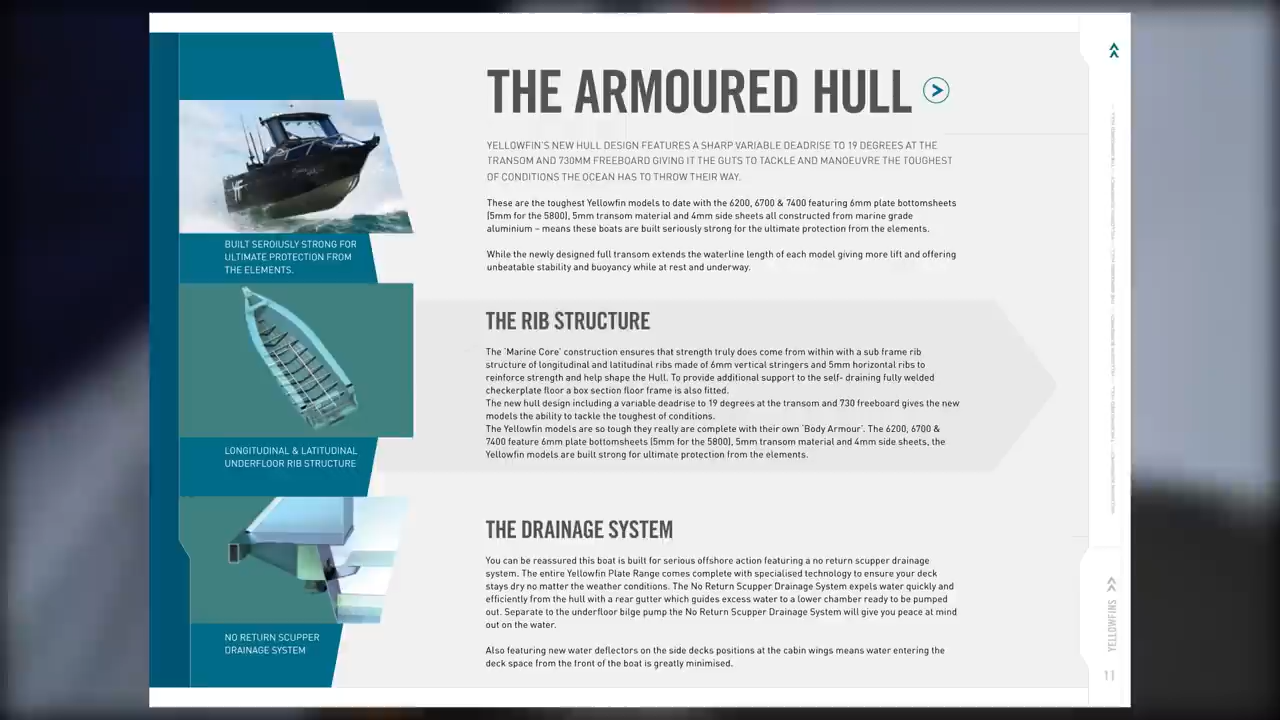 THE ARMOURED HULL
YELLOWFIN'S NEW HULL DESIGN FEATURES A SHARP VARIABLE DEADRISE TO 19 DEGREES AT THE
TRANSOM AND 730MM FREEBOARD GIVING IT THE GUTS TO TACKLE AND MANOEUVRE THE TOUGHEST
OF CONDITIONS THE OCEAN HAS TO THROW THEIR WAY.
These are the toughest Yellowfin models to date with the 6200, 6700 & 7400 featuring 6mm plate bottomsheets
(5mm for the 5800), 5mm transom material and 4mm side sheets all constructed from marine grade
aluminium – means these boats are built seriously strong for the ultimate protection from the elements.
While the newly designed full transom extends the waterline length of each model giving more lift and offering
unbeatable stability and buoyancy while at rest and underway.
BUILT SEROIUSLY STRONG FOR
ULTIMATE PROTECTION FROM
THE ELEMENTS.
THE RIB STRUCTURE
The 'Marine Core' construction ensures that strength truly does come from within with a sub frame rib
structure of longitudinal and latitudinal ribs made of 6mm vertical stringers and 5mm horizontal ribs to
reinforce strength and help shape the Hull. To provide additional support to the self- draining fully welded
checkerplate floor a box section floor frame is also fitted.
The new hull design including a variable deadrise to 19 degrees at the transom and 730 freeboard gives the new
models the ability to tackle the toughest of conditions.
The Yellowfin models are so tough they really are complete with their own 'Body Armour'. The 6200, 6700 &
7400 feature 6mm plate bottomsheets (5mm for the 5800), 5mm transom material and 4mm side sheets, the
Yellowfin models are built strong for ultimate protection from the elements.
LONGITUDINAL & LATITUDINAL
UNDERFLOOR RIB STRUCTURE
THE DRAINAGE SYSTEM
You can be reassured this boat is built for serious offshore action featuring a no return scupper drainage
system. The entire Yellowfin Plate Range comes complete with specialised technology to ensure your deck
stays dry no matter the weather conditions. The No Return Scupper Drainage System expels water quickly and
efficiently from the hull with a rear gutter which guides excess water to a lower chamber ready to be pumped
out. Separate to the underfloor bilge pump the No Return Scupper Drainage System will give you peace at mind
out on the water.
Also featuring new water deflectors on the side decks positions at the cabin wings means water entering the
deck space from the front of the boat is greatly minimised.
NO RETURN SCUPPER
DRAINAGE SYSTEM
YELLOWFINS
11